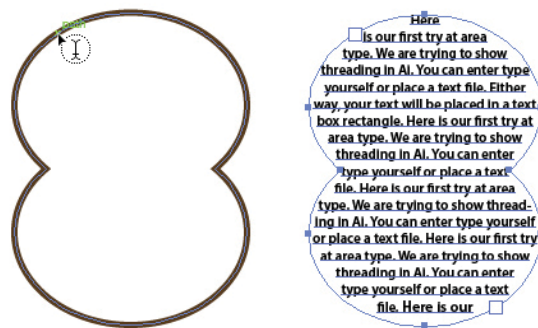 path
Here
is our first try at area
type. We are trying to show
threading in Ai. You can enter type
yourself or place a text file. Either
way, your text will be placed in a text
box rectangle. Here is our first try at
area type. We are trying to show
threading in Ai. You can enter
type yourself or place a text
file. Here is our first try at area
type. We are trying to show thread-
ing in Ai. You can enter type yourself
or place a text file. Here is our first try
at area type. We are trying to show
threading in Ai. You can enter
type yourself or place a text
file. Here is our